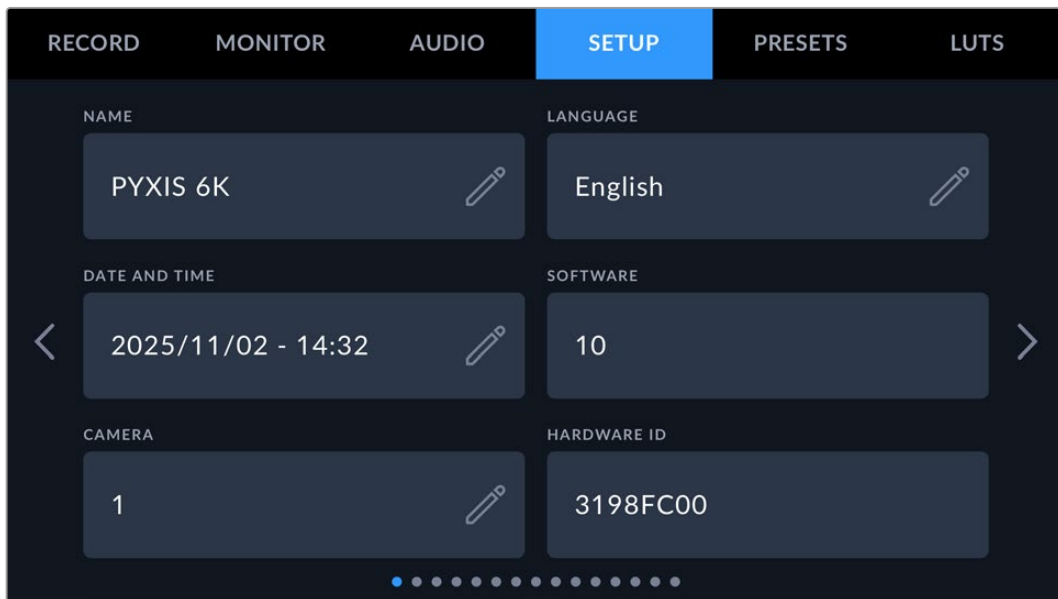 RECORD MONITOR AUDIO SETUP PRESETS LUTS
NAME LANGUAGE
PYXIS 6K English
DATE AND TIME SOFTWARE
2025/11/02 - 14:32 10
CAMERA HARDWARE ID
1 3198FC00